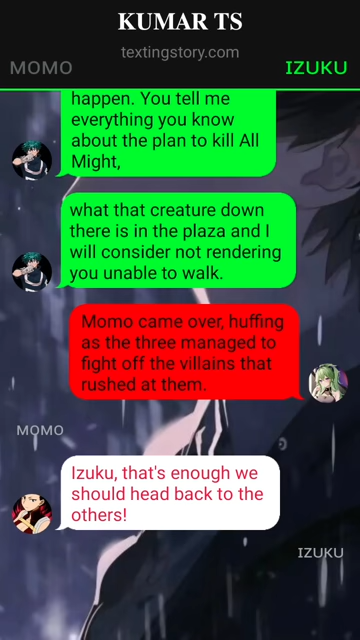 KUMAR TS
textingstory.com
MOMO
IZUKU
happen. You tell me
everything you know
about the plan to kill All
Might,
what that creature down
there is in the plaza and I
will consider not rendering
you unable to walk.
Momo came over, huffing
as the three managed to
fight off the villains that
rushed at them.
MOMO
Izuku, that's enough we
should head back to the
others!
IZUKU